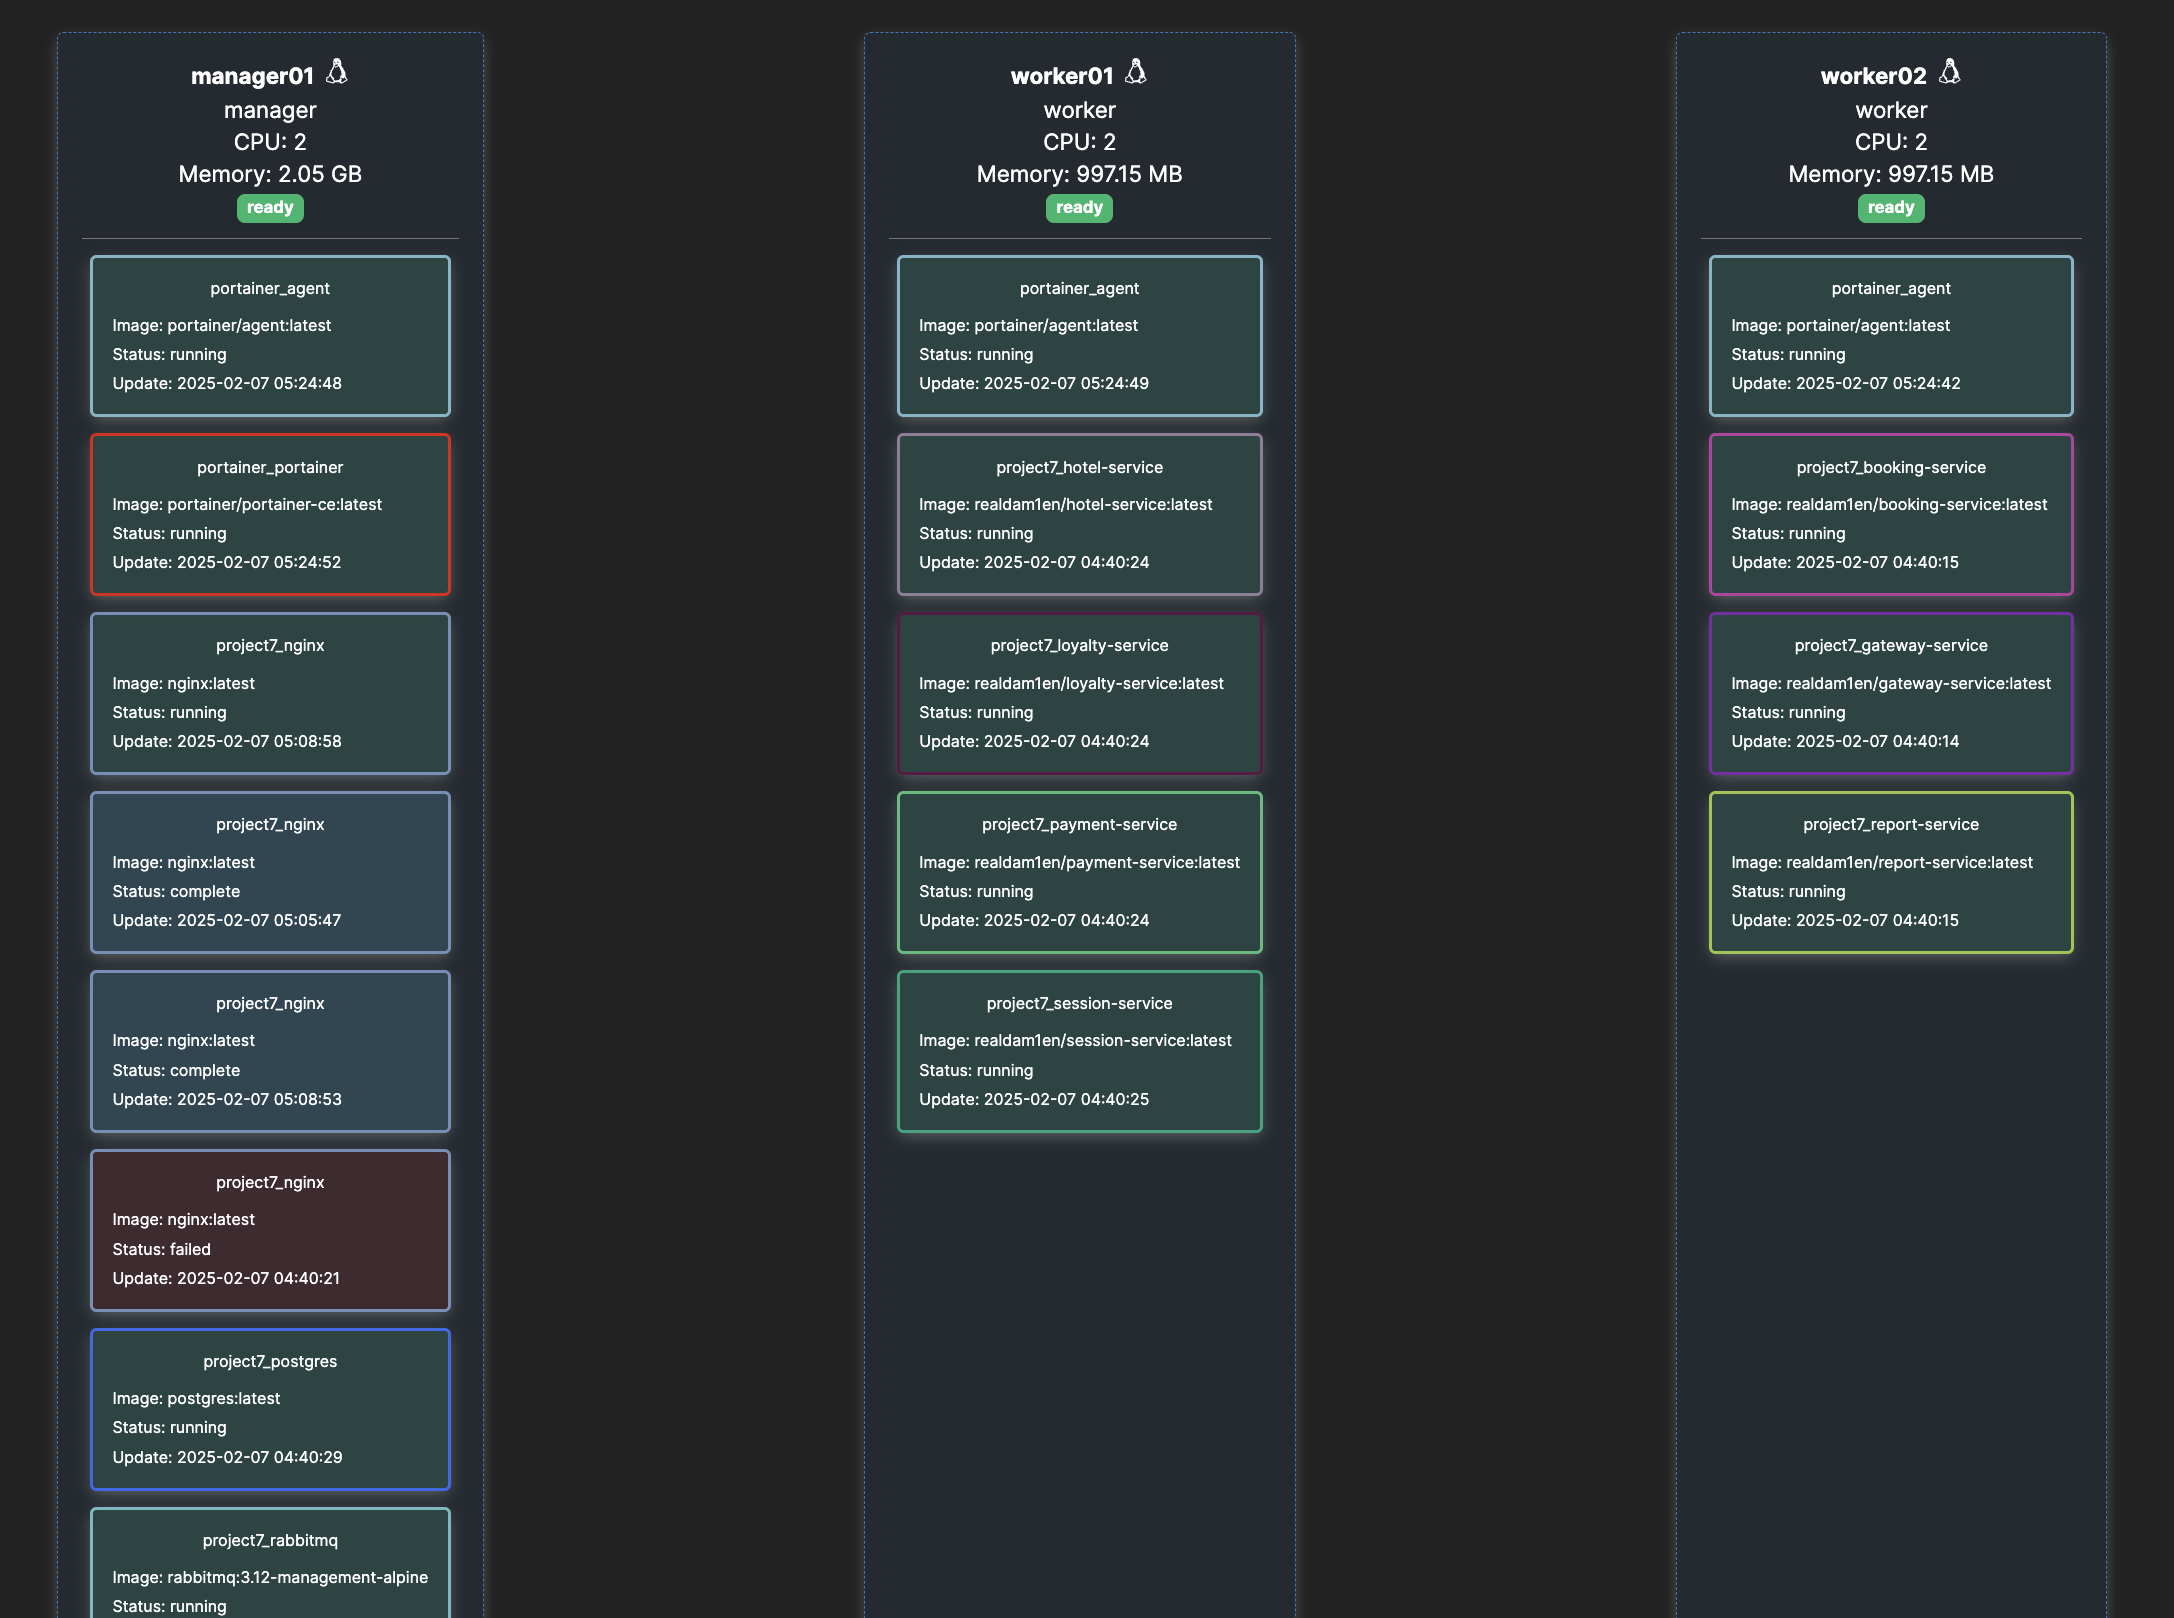 manager01
manager
CPU: 2
Memory: 2.05 GB
ready
portainer_agent
Image: portainer/agent:latest
Status: running
Update: 2025-02-07 05:24:48
portainer_portainer
Image: portainer/portainer-ce:latest
Status: running
Update: 2025-02-07 05:24:52
project7_nginx
Image: nginx:latest
Status: running
Update: 2025-02-07 05:08:58
project7_nginx
Image: nginx:latest
Status: complete
Update: 2025-02-07 05:05:47
project7_nginx
Image: nginx:latest
Status: complete
Update: 2025-02-07 05:08:53
project7_nginx
Image: nginx:latest
Status: failed
Update: 2025-02-07 04:40:21
project7_postgres
Image: postgres:latest
Status: running
Update: 2025-02-07 04:40:29
project7_rabbitmq
Image: rabbitmq:3.12-management-alpine
Status: running
worker01
worker
CPU: 2
Memory: 997.15 MB
ready
portainer_agent
Image: portainer/agent:latest
Status: running
Update: 2025-02-07 05:24:49
project7_hotel-service
Image: realdam1en/hotel-service:latest
Status: running
Update: 2025-02-07 04:40:24
project7_loyalty-service
Image: realdam1en/loyalty-service:latest
Status: running
Update: 2025-02-07 04:40:24
project7_payment-service
Image: realdam1en/payment-service:latest
Status: running
Update: 2025-02-07 04:40:24
project7_session-service
Image: realdam1en/session-service:latest
Status: running
Update: 2025-02-07 04:40:25
worker02
worker
CPU: 2
Memory: 997.15 MB
ready
portainer_agent
Image: portainer/agent:latest
Status: running
Update: 2025-02-07 05:24:42
project7_booking-service
Image: realdam1en/booking-service:latest
Status: running
Update: 2025-02-07 04:40:15
project7_gateway-service
Image: realdam1en/gateway-service:latest
Status: running
Update: 2025-02-07 04:40:14
project7_report-service
Image: realdam1en/report-service:latest
Status: running
Update: 2025-02-07 04:40:15